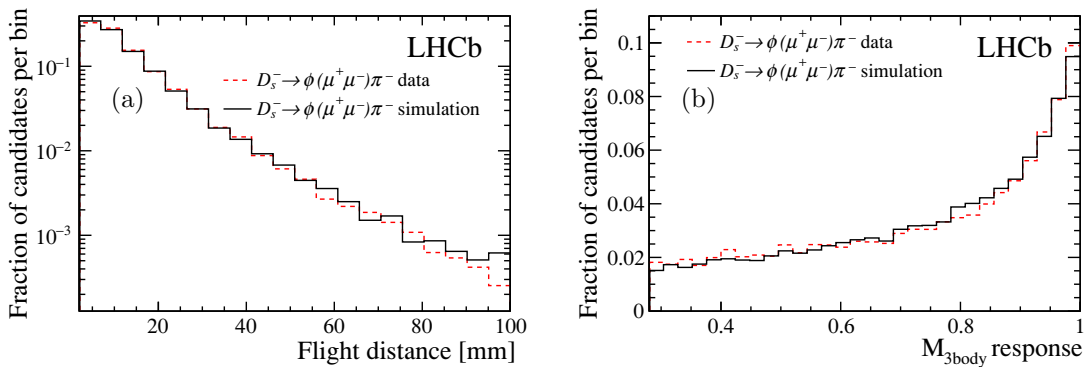 Fraction of candidates per bin
10⁻¹
10⁻²
10⁻³
LHCb
D_s⁻→ϕ(μ⁺μ⁻)π⁻ data
D_s⁻→ϕ(μ⁺μ⁻)π⁻ simulation
(a)
20 40 60 80 100
Flight distance [mm]
Fraction of candidates per bin
0.1
0.08
0.06
0.04
0.02
0
D_s⁻→ϕ(μ⁺μ⁻)π⁻ data
D_s⁻→ϕ(μ⁺μ⁻)π⁻ simulation
LHCb
(b)
0.4 0.6 0.8 1
M_3body response